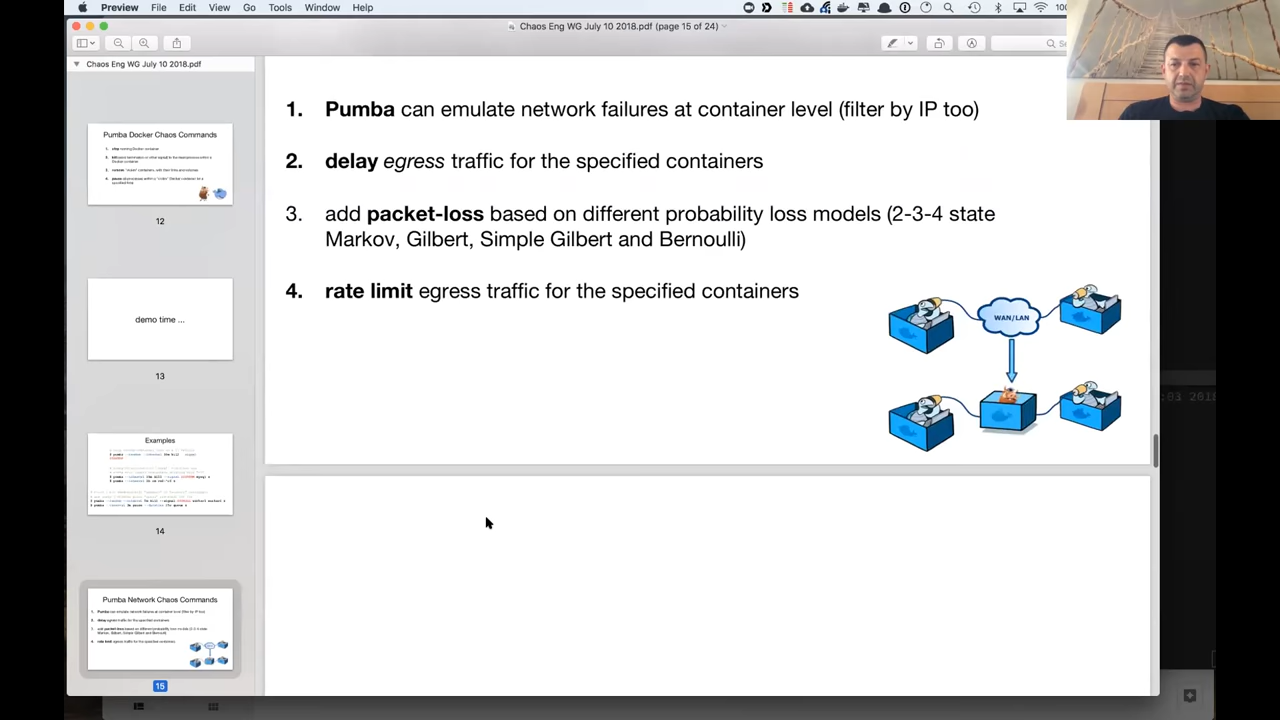 Preview File Edit View Go Tools Window Help
Chaos Eng WG July 10 2018.pdf (page 15 of 24)
Chaos Eng WG July 10 2018.pdf
Pumba Docker Chaos Commands
12
demo time ...
13
Examples
14
Pumba Network Chaos Commands
15
1. Pumba can emulate network failures at container level (filter by IP too)
2. delay egress traffic for the specified containers
3. add packet-loss based on different probability loss models (2-3-4 state
Markov, Gilbert, Simple Gilbert and Bernoulli)
4. rate limit egress traffic for the specified containers
WAN/LAN
:03 2018